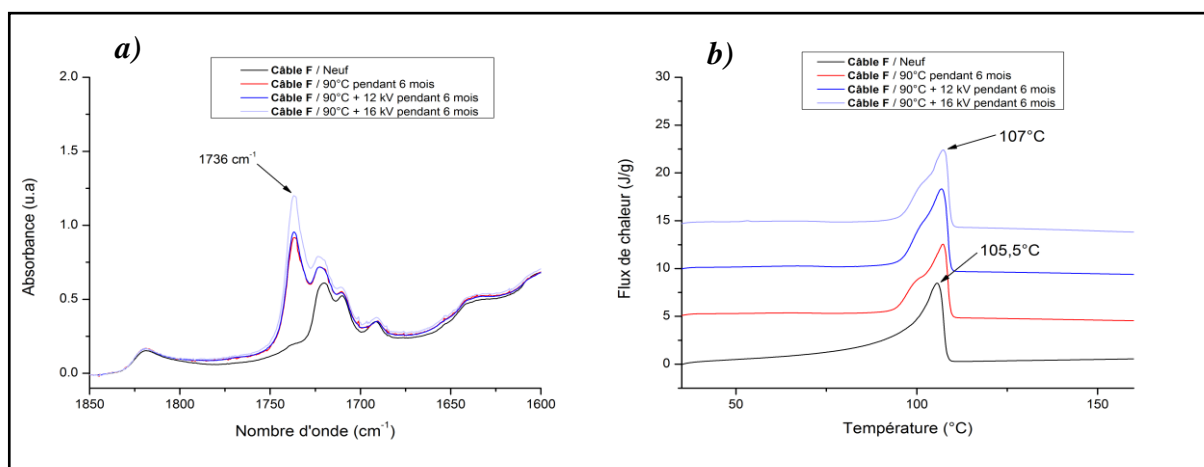 a)
Câble F / Neuf
Câble F / 90°C pendant 6 mois
Câble F / 90°C + 12 kV pendant 6 mois
Câble F / 90°C + 16 kV pendant 6 mois
1736 cm⁻¹
2.0
1.5
1.0
0.5
0.0
Absorbance (u.a)
1850
1800
1750
1700
1650
1600
Nombre d'onde (cm⁻¹)
b)
Câble F / Neuf
Câble F / 90°C pendant 6 mois
Câble F / 90°C + 12 kV pendant 6 mois
Câble F / 90°C + 16 kV pendant 6 mois
107°C
105,5°C
35
30
25
20
15
10
5
0
Flux de chaleur (J/g)
50
100
150
Température (°C)